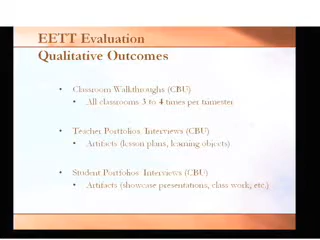 EETT Evaluation
Qualitative Outcomes
• Classroom Walkthroughs (CBU)
• All classrooms 3 to 4 times per trimester
• Teacher Portfolios Interviews (CBU)
• Artifacts (lesson plans, learning objects)
• Student Portfolios Interviews (CBU)
• Artifacts (showcase presentations, class work, etc.)